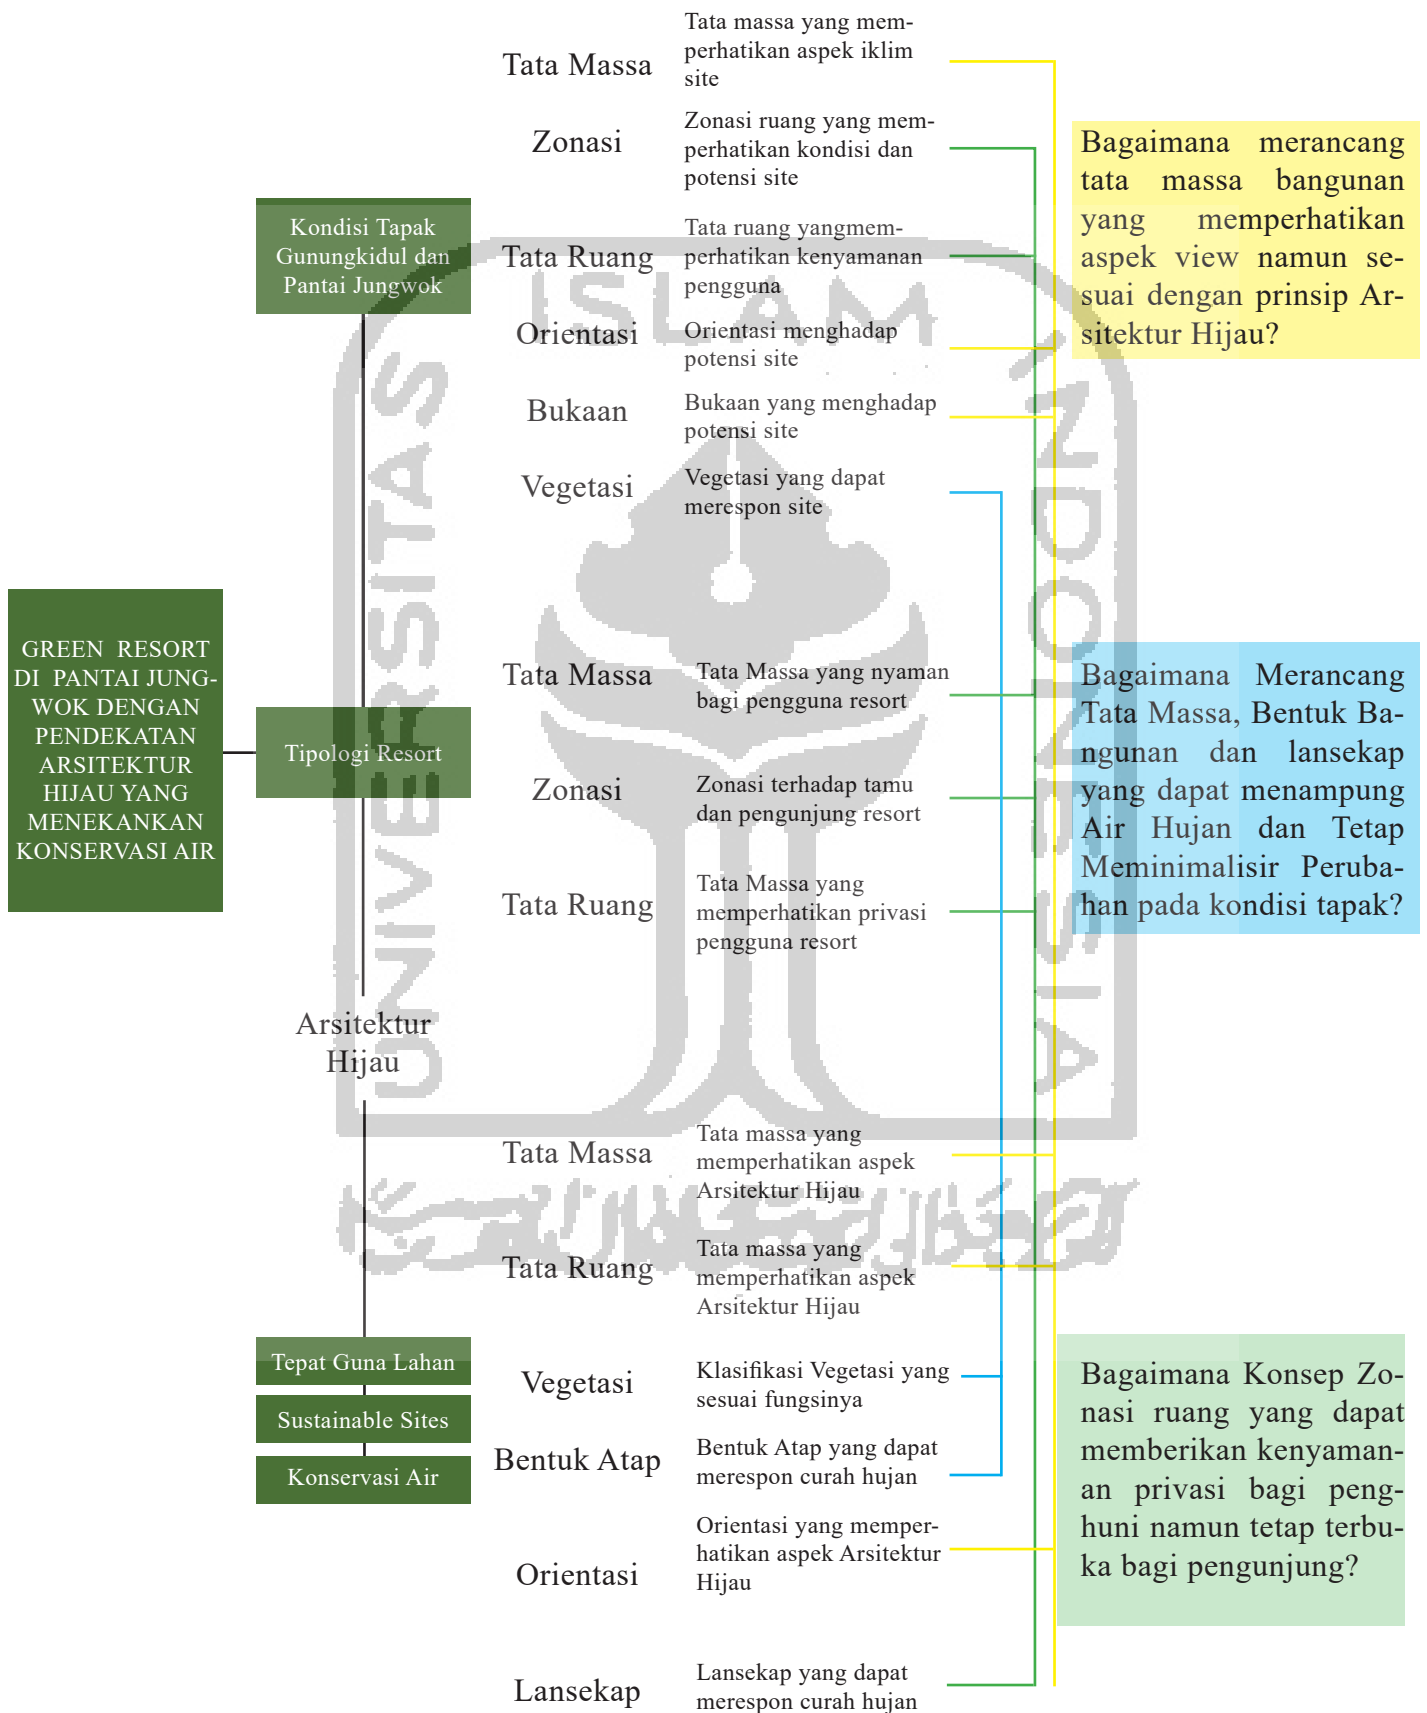 GREEN RESORT
DI PANTAI JUNG-
WOK DENGAN
PENDEKATAN
ARSITEKTUR
HIJAU YANG
MENEKANKAN
KONSERVASI AIR
Kondisi Tapak
Gunungkidul dan
Pantai Jungwok
Tipologi Resort
Arsitektur
Hijau
Tepat Guna Lahan
Sustainable Sites
Konservasi Air
Tata Massa
Tata massa yang mem-
perhatikan aspek iklim
site
Zonasi
Zonasi ruang yang mem-
perhatikan kondisi dan
potensi site
Tata Ruang
Tata ruang yangmem-
perhatikan kenyamanan
pengguna
Orientasi
Orientasi menghadap
potensi site
Bukaan
Bukaan yang menghadap
potensi site
Vegetasi
Vegetasi yang dapat
merespon site
Tata Massa
Tata Massa yang nyaman
bagi pengguna resort
Zonasi
Zonasi terhadap tamu
dan pengunjung resort
Tata Ruang
Tata Massa yang
memperhatikan privasi
pengguna resort
Tata Massa
Tata massa yang
memperhatikan aspek
Arsitektur Hijau
Tata Ruang
Tata massa yang
memperhatikan aspek
Arsitektur Hijau
Vegetasi
Klasifikasi Vegetasi yang
sesuai fungsinya
Bentuk Atap
Bentuk Atap yang dapat
merespon curah hujan
Orientasi
Orientasi yang memper-
hatikan aspek Arsitektur
Hijau
Lansekap
Lansekap yang dapat
merespon curah hujan
Bagaimana merancang
tata massa bangunan
yang memperhatikan
aspek view namun se-
suai dengan prinsip Ar-
sitektur Hijau?
Bagaimana Merancang
Tata Massa, Bentuk Ba-
ngunan dan lansekap
yang dapat menampung
Air Hujan dan Tetap
Meminimalisir Peruba-
han pada kondisi tapak?
Bagaimana Konsep Zo-
nasi ruang yang dapat
memberikan kenyaman-
an privasi bagi peng-
huni namun tetap terbu-
ka bagi pengunjung?
UNIVERSITAS
ISLAM
INDONESIA